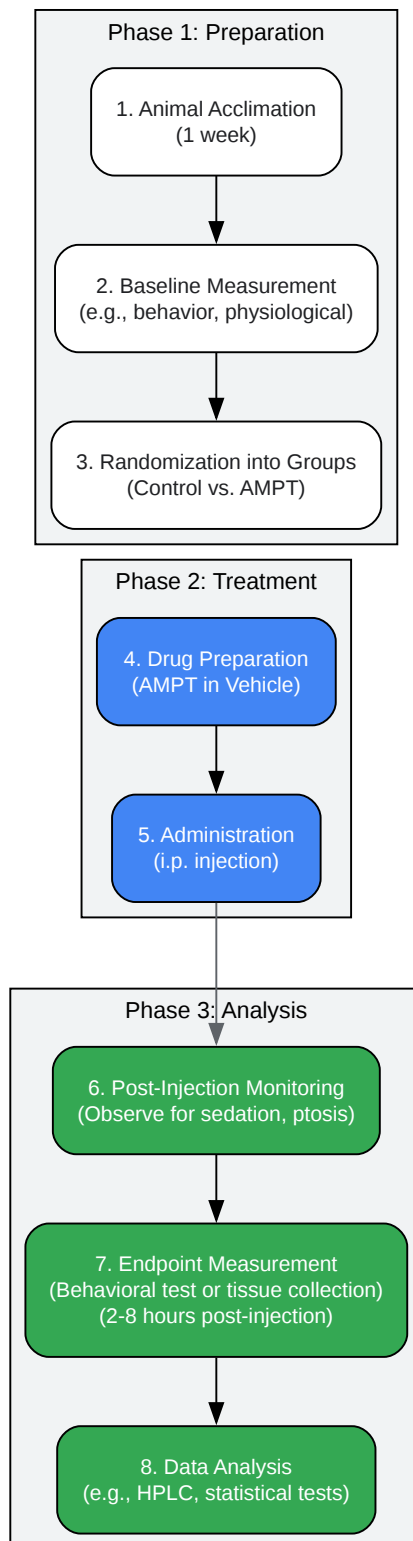 Phase 1: Preparation
1. Animal Acclimation
(1 week)
2. Baseline Measurement
(e.g., behavior, physiological)
3. Randomization into Groups
(Control vs. AMPT)
Phase 2: Treatment
4. Drug Preparation
(AMPT in Vehicle)
5. Administration
(i.p. injection)
Phase 3: Analysis
6. Post-Injection Monitoring
(Observe for sedation, ptosis)
7. Endpoint Measurement
(Behavioral test or tissue collection)
(2-8 hours post-injection)
8. Data Analysis
(e.g., HPLC, statistical tests)